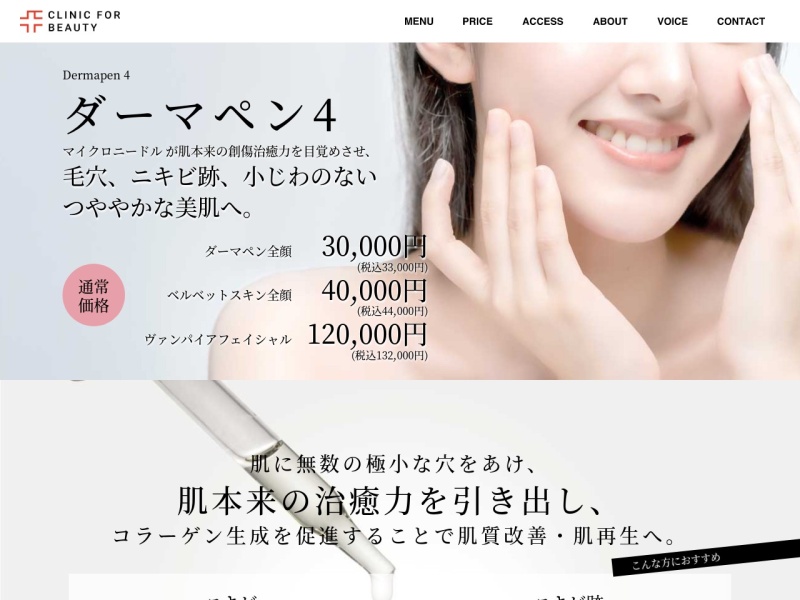 CLINIC FOR
BEAUTY
MENU PRICE ACCESS ABOUT VOICE CONTACT
Dermapen 4
ダーマペン4
マイクロニードル が肌本来の創傷治癒力を目覚めさせ、
毛穴、ニキビ跡、小じわのない
つややかな美肌へ。
通常
価格
ダーマペン全顔 30,000円
(税込33,000円)
ベルベットスキン全顔 40,000円
(税込44,000円)
ヴァンパイアフェイシャル 120,000円
(税込132,000円)
肌に無数の極小な穴をあけ、
肌本来の治癒力を引き出し、
コラーゲン生成を促進することで肌質改善・肌再生へ。
こんな方におすすめ